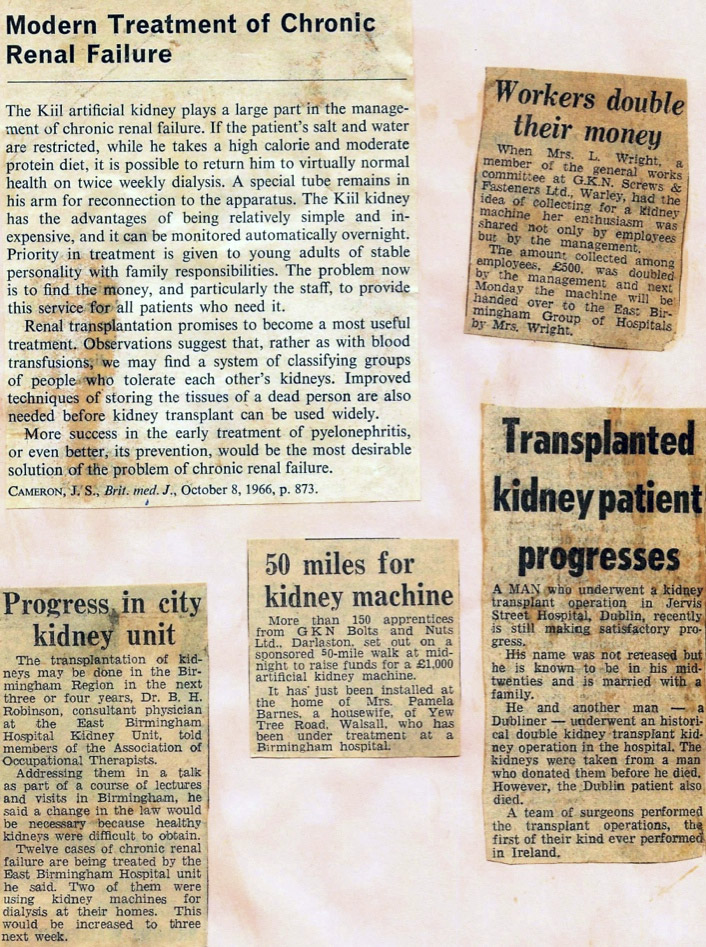 Modern Treatment of Chronic
Renal Failure
The Kiil artificial kidney plays a large part in the manage-
ment of chronic renal failure. If the patient's salt and water
are restricted, while he takes a high calorie and moderate
protein diet, it is possible to return him to virtually normal
health on twice weekly dialysis. A special tube remains in
his arm for reconnection to the apparatus. The Kiil kidney
has the advantages of being relatively simple and in-
expensive, and it can be monitored automatically overnight.
Priority in treatment is given to young adults of stable
personality with family responsibilities. The problem now
is to find the money, and particularly the staff, to provide
this service for all patients who need it.
Renal transplantation promises to become a most useful
treatment. Observations suggest that, rather as with blood
transfusions, we may find a system of classifying groups
of people who tolerate each other's kidneys. Improved
techniques of storing the tissues of a dead person are also
needed before kidney transplant can be used widely.
More success in the early treatment of pyelonephritis,
or even better, its prevention, would be the most desirable
solution of the problem of chronic renal failure.
CAMERON, J. S., Brit. med. J., October 8, 1966, p. 873.
Workers double
their money
When Mrs. L. Wright, a
member of the general works
committee at G.K.N. Screws &
Fasteners Ltd., Warley, had the
idea of collecting for a kidney
machine her enthusiasm was
shared not only by employees
but by the management.
The amount collected among
employees, £500, was doubled
by the management and next
Monday the machine will be
handed over to the East Bir-
mingham Group of Hospitals
by Mrs. Wright.
Transplanted
kidney patient
progresses
A MAN who underwent a kidney
transplant operation in Jervis
Street Hospital, Dublin, recently
is still making satisfactory pro-
gress.
His name was not released but
he is known to be in his mid-
twenties and is married with a
family.
He and another man — a
Dubliner — underwent an histori-
cal double kidney transplant kid-
ney operation in the hospital. The
kidneys were taken from a man
who donated them before he died.
However, the Dublin patient also
died.
A team of surgeons performed
the transplant operations, the
first of their kind ever performed
in Ireland.
50 miles for
kidney machine
More than 150 apprentices
from GKN Bolts and Nuts
Ltd., Darlaston, set out on a
sponsored 50-mile walk at mid-
night to raise funds for a £1,000
artificial kidney machine.
It has just been installed at
the home of Mrs. Pamela
Barnes, a housewife, of Yew
Tree Road, Walsall, who has
been under treatment at a
Birmingham hospital.
Progress in city
kidney unit
The transplantation of kid-
neys may be done in the Bir-
mingham Region in the next
three or four years, Dr. B. H.
Robinson, consultant physician
at the East Birmingham
Hospital Kidney Unit, told
members of the Association of
Occupational Therapists.
Addressing them in a talk
as part of a course of lectures
and visits in Birmingham, he
said a change in the law would
be necessary because healthy
kidneys were difficult to obtain.
Twelve cases of chronic renal
failure are being treated by the
East Birmingham Hospital unit
he said. Two of them were
using kidney machines for
dialysis at their homes. This
would be increased to three
next week.